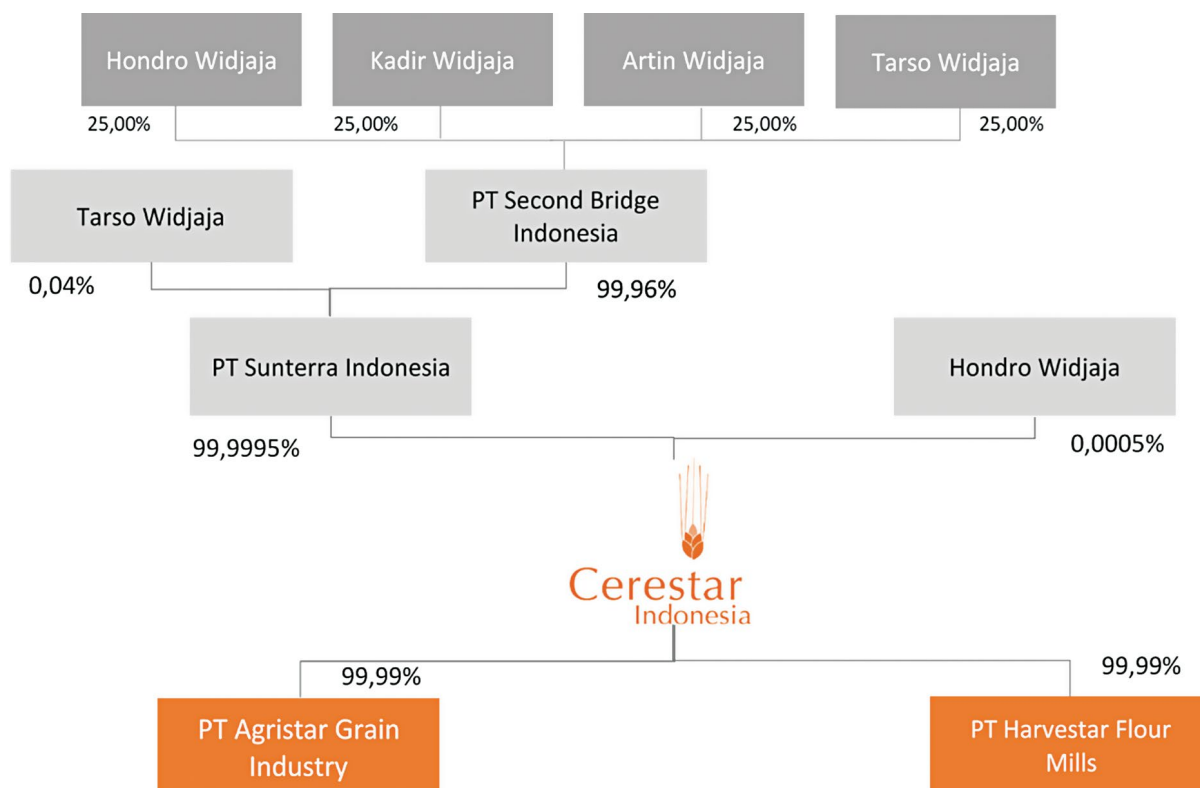 Hondro Widjaja
Kadir Widjaja
Artin Widjaja
Tarso Widjaja
25,00%
25,00%
25,00%
25,00%
Tarso Widjaja
PT Second Bridge
Indonesia
0,04%
99,96%
PT Sunterra Indonesia
Hondro Widjaja
99,9995%
0,0005%
Cerestar
Indonesia
99,99%
99,99%
PT Agristar Grain
Industry
PT Harvestar Flour
Mills